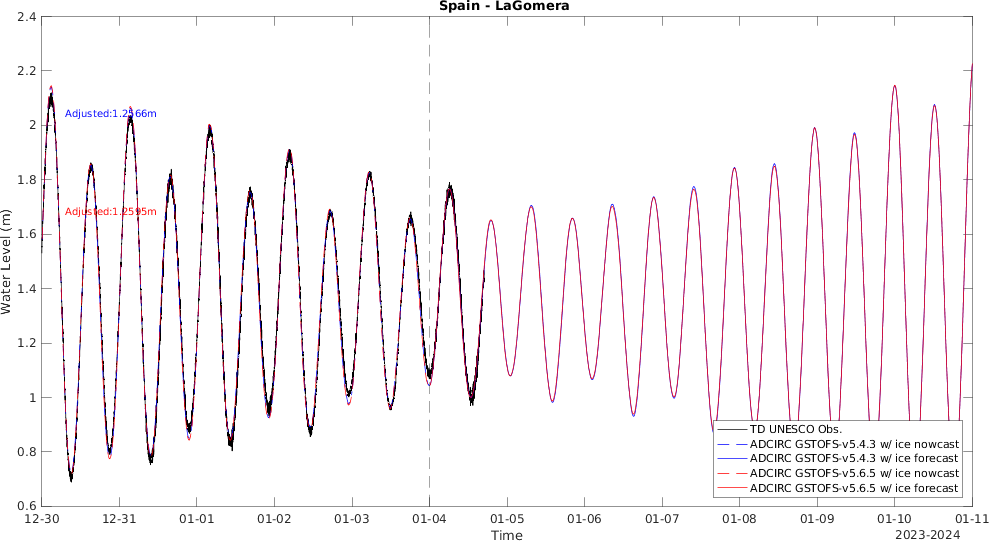 Spain - LaGomera
2.4
2.2
2
1.8
1.6
1.4
1.2
1
0.8
0.6
Water Level (m)
Adjusted:1.2566m
Adjusted:1.2595m
TD UNESCO Obs.
ADCIRC GSTOFS-v5.4.3 w/ ice nowcast
ADCIRC GSTOFS-v5.4.3 w/ ice forecast
ADCIRC GSTOFS-v5.6.5 w/ ice nowcast
ADCIRC GSTOFS-v5.6.5 w/ ice forecast
12-30 12-31 01-01 01-02 01-03 01-04 01-05 01-06 01-07 01-08 01-09 01-10 01-11
Time
2023-2024